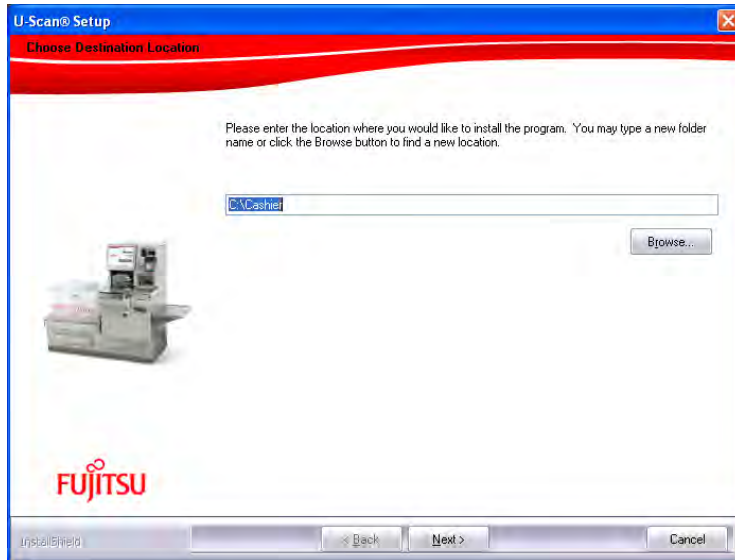 U-Scan® Setup
Choose Destination Location
Please enter the location where you would like to install the program. You may type a new folder
name or click the Browse button to find a new location.
C:\Cashier
Browse...
FUJITSU
InstallShield
< Back
Next >
Cancel